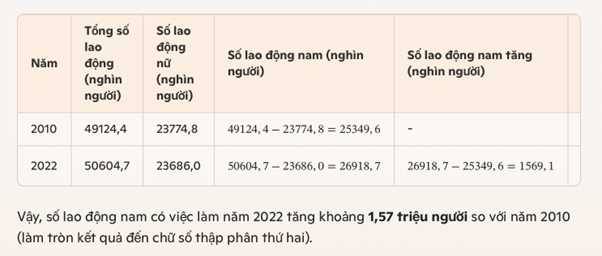 Năm
Tổng số
lao
động
(nghìn
người)
Số lao
động
nữ
(nghìn
người)
Số lao động nam (nghìn
người)
Số lao động nam tăng
(nghìn người)
2010
49124,4
23774,8
49124, 4 − 23774, 8 = 25349, 6
-
2022
50604,7
23686,0
50604, 7 − 23686, 0 = 26918, 7
26918, 7 − 25349, 6 = 1569, 1
Vậy, số lao động nam có việc làm năm 2022 tăng khoảng 1,57 triệu người so với năm 2010
(làm tròn kết quả đến chữ số thập phân thứ hai).